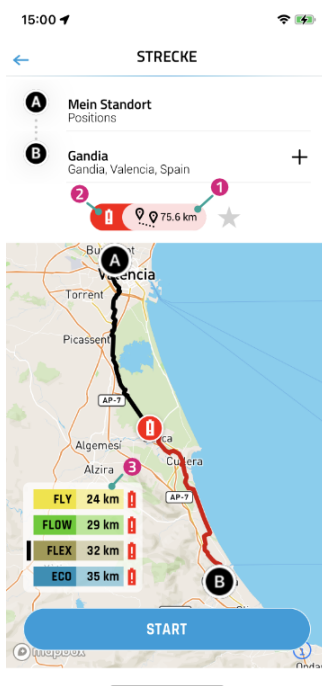 15:00
STRECKE
A
Mein Standort
Positions
B
Gandia
Gandia, Valencia, Spain
2
1
75.6 km
A
Valencia
Torrent
Picassent
AP-7
Algemesí
Cullera
Alzira
3
AP-7
FLY 24 km
FLOW 29 km
FLEX 32 km
ECO 35 km
B
START
mapbox